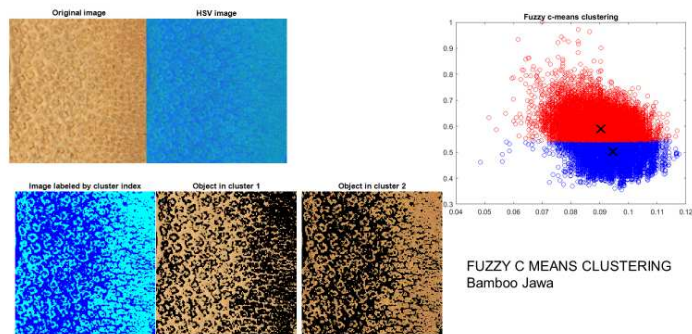 Original image
HSV image
Fuzzy c-means clustering
1
0.9
0.8
0.7
0.6
0.5
0.4
0.3
0.04
0.05
0.06
0.07
0.08
0.09
0.1
0.11
0.12
Image labeled by cluster index
Object in cluster 1
Object in cluster 2
FUZZY C MEANS CLUSTERING
Bamboo Jawa